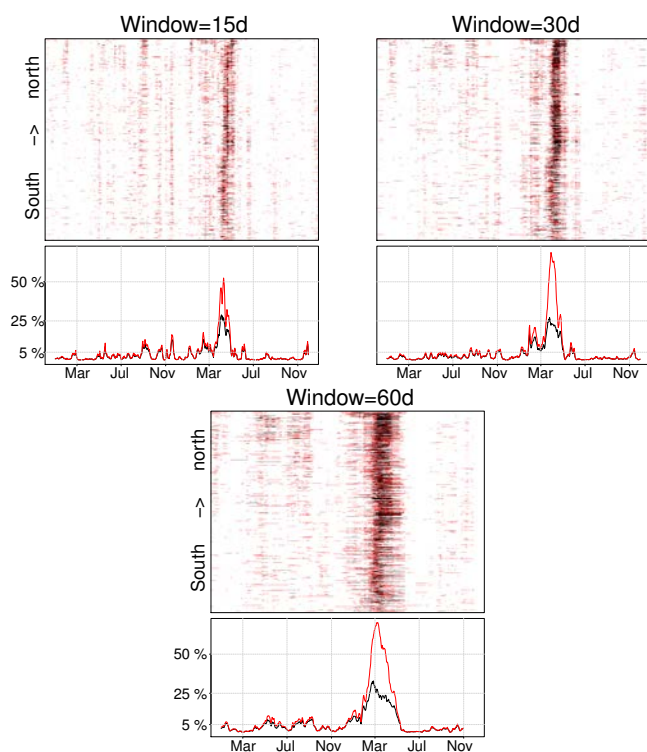 Window=15d
South --> north
50 %
25 %
5 %
Mar Jul Nov Mar Jul Nov
Window=30d
South --> north
Mar Jul Nov Mar Jul Nov
Window=60d
South --> north
50 %
25 %
5 %
Mar Jul Nov Mar Jul Nov